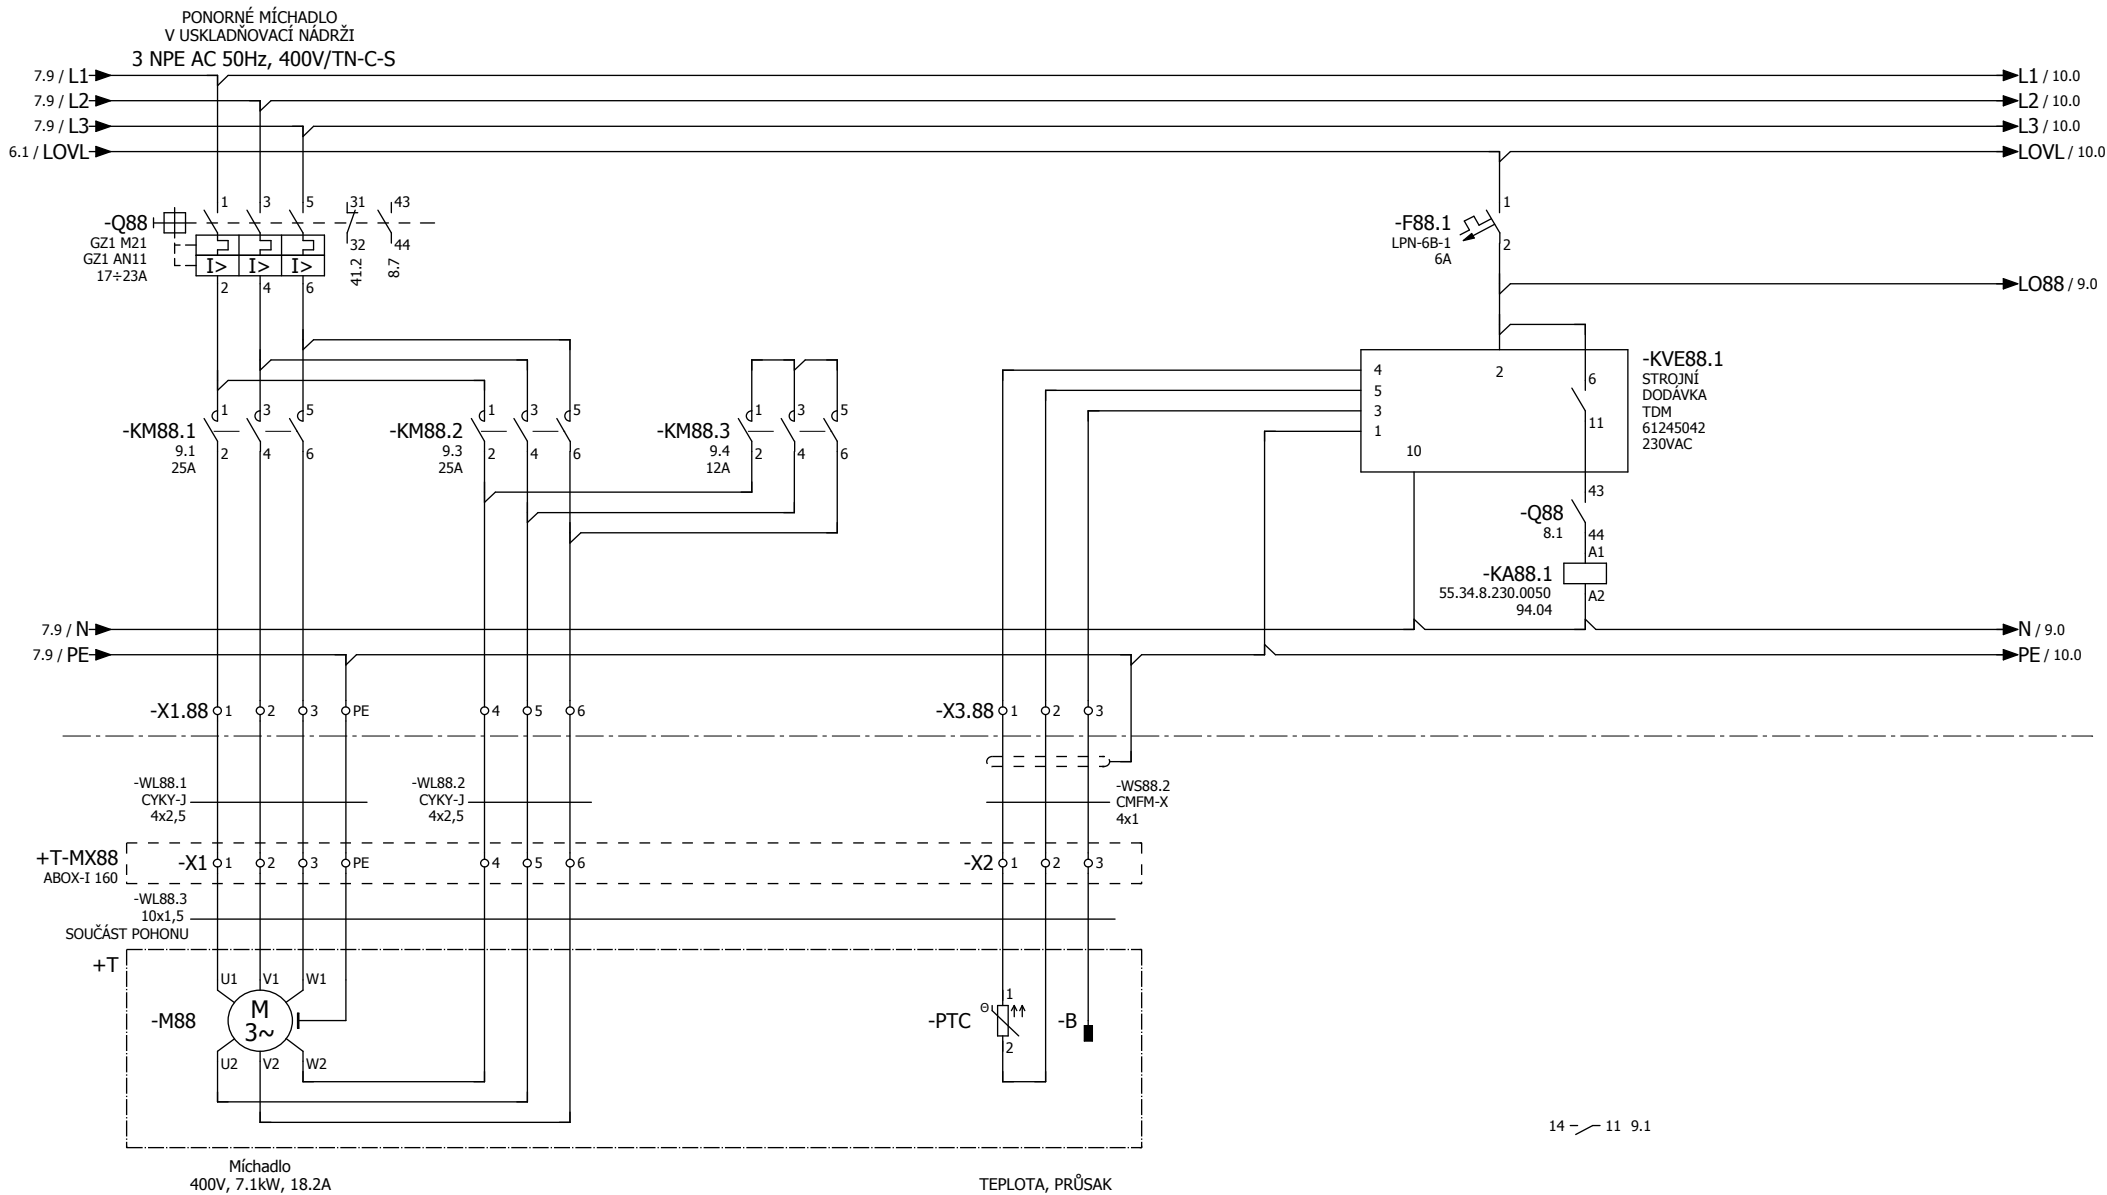 PONORNÉ MÍCHADLO
V USKLADŇOVACÍ NÁDRŽI
3 NPE AC 50Hz, 400V/TN-C-S
7.9 / L1
L1 / 10.0
7.9 / L2
L2 / 10.0
7.9 / L3
L3 / 10.0
6.1 / LOVL
LOVL / 10.0
-Q88
GZ1 M21
GZ1 AN11
17÷23A
1 3 5 31 43
I> I> I>
2 4 6 32 44
41.2 8.7
-F88.1
LPN-6B-1
6A
1
2
LO88 / 9.0
-KM88.1
9.1
25A
1 3 5
2 4 6
-KM88.2
9.3
25A
1 3 5
2 4 6
-KM88.3
9.4
12A
1 3 5
2 4 6
4
5
3
1
2
6
11
10
-KVE88.1
STROJNÍ
DODÁVKA
TDM
61245042
230VAC
43
-Q88
8.1
44
A1
-KA88.1
55.34.8.230.0050
94.04
A2
7.9 / N
N / 9.0
7.9 / PE
PE / 10.0
-X1.88 1 2 3 PE 4 5 6
-X3.88 1 2 3
-WL88.1
CYKY-J
4x2,5
-WL88.2
CYKY-J
4x2,5
-WS88.2
CMFM-X
4x1
+T-MX88
ABOX-I 160
-X1 1 2 3 PE 4 5 6
-X2 1 2 3
-WL88.3
10x1,5
SOUČÁST POHONU
+T
U1 V1 W1
-M88
M
3~
U2 V2 W2
-PTC
Θ
1
2
-B
14 11 9.1
Míchadlo
400V, 7.1kW, 18.2A
TEPLOTA, PRŮSAK